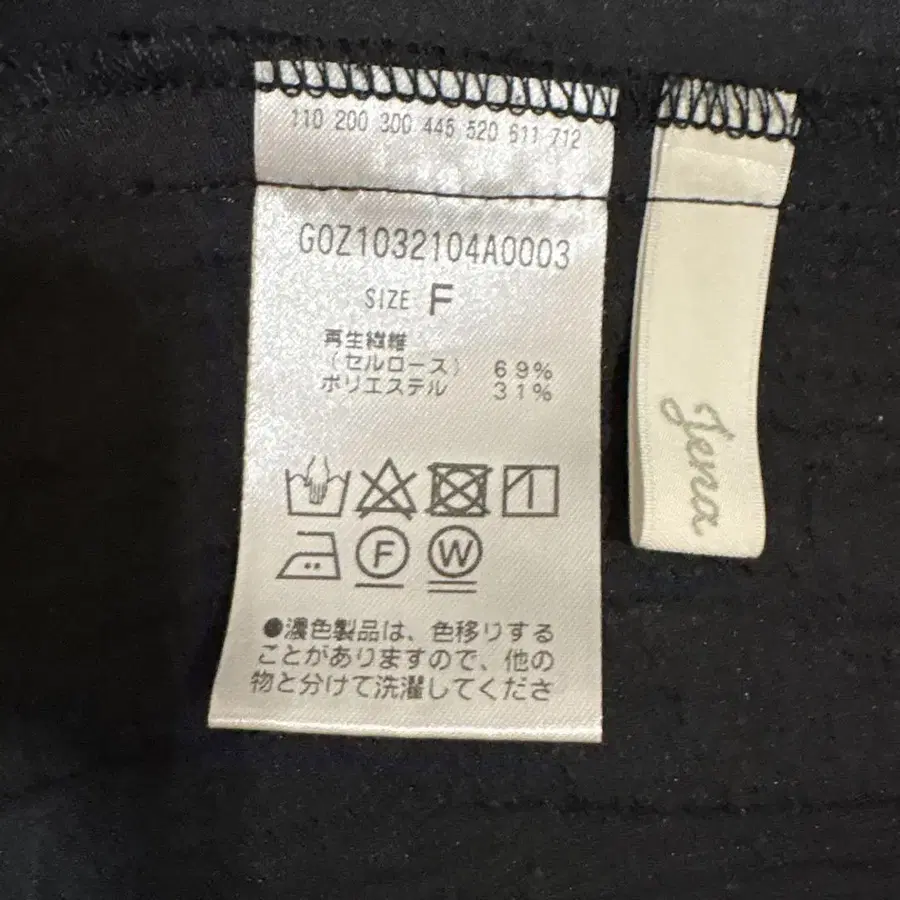 110 200 300 445 520 611 712
G0Z1032104A0003
SIZE F
再生繊維
(セルロース) 69%
ポリエステル 31%
F W
●濃色製品は、色移りする
ことがありますので、他の
物と分けて洗濯してくださ
Jena